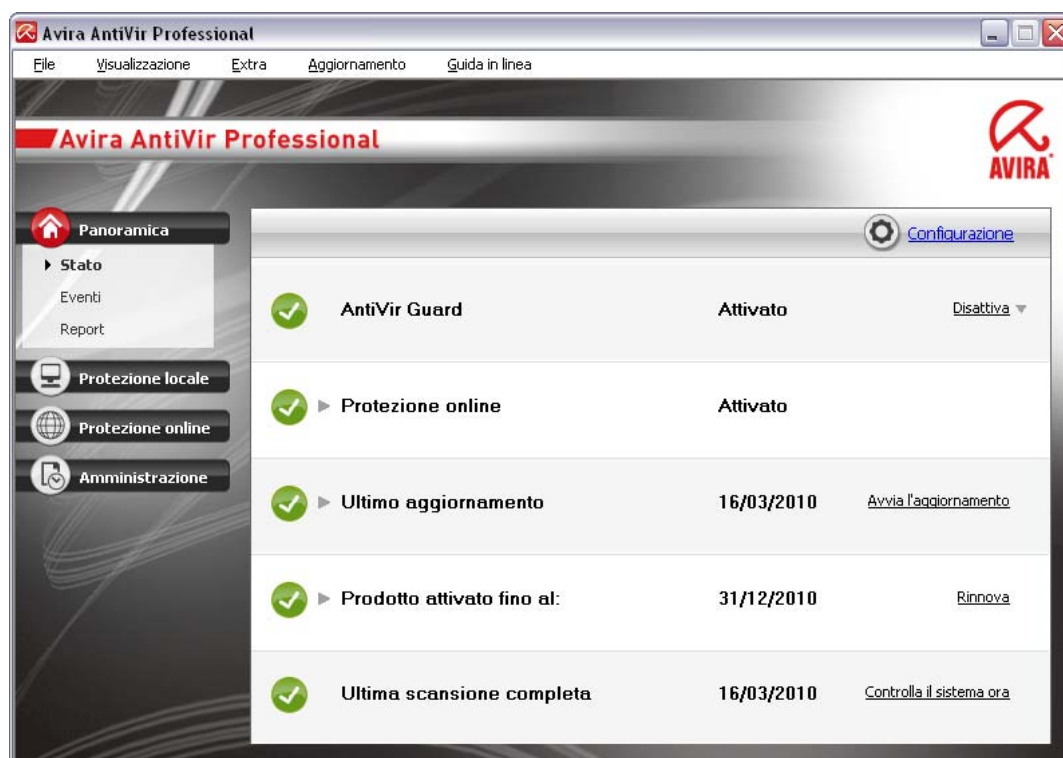 Avira AntiVir Professional
File Visualizzazione Extra Aggiornamento Guida in linea
Avira AntiVir Professional
AVIRA
Panoramica
Stato
Eventi
Report
Protezione locale
Protezione online
Amministrazione
Configurazione
AntiVir Guard Attivato Disattiva
Protezione online Attivato
Ultimo aggiornamento 16/03/2010 Avvia l'aggiornamento
Prodotto attivato fino al: 31/12/2010 Rinnova
Ultima scansione completa 16/03/2010 Controlla il sistema ora